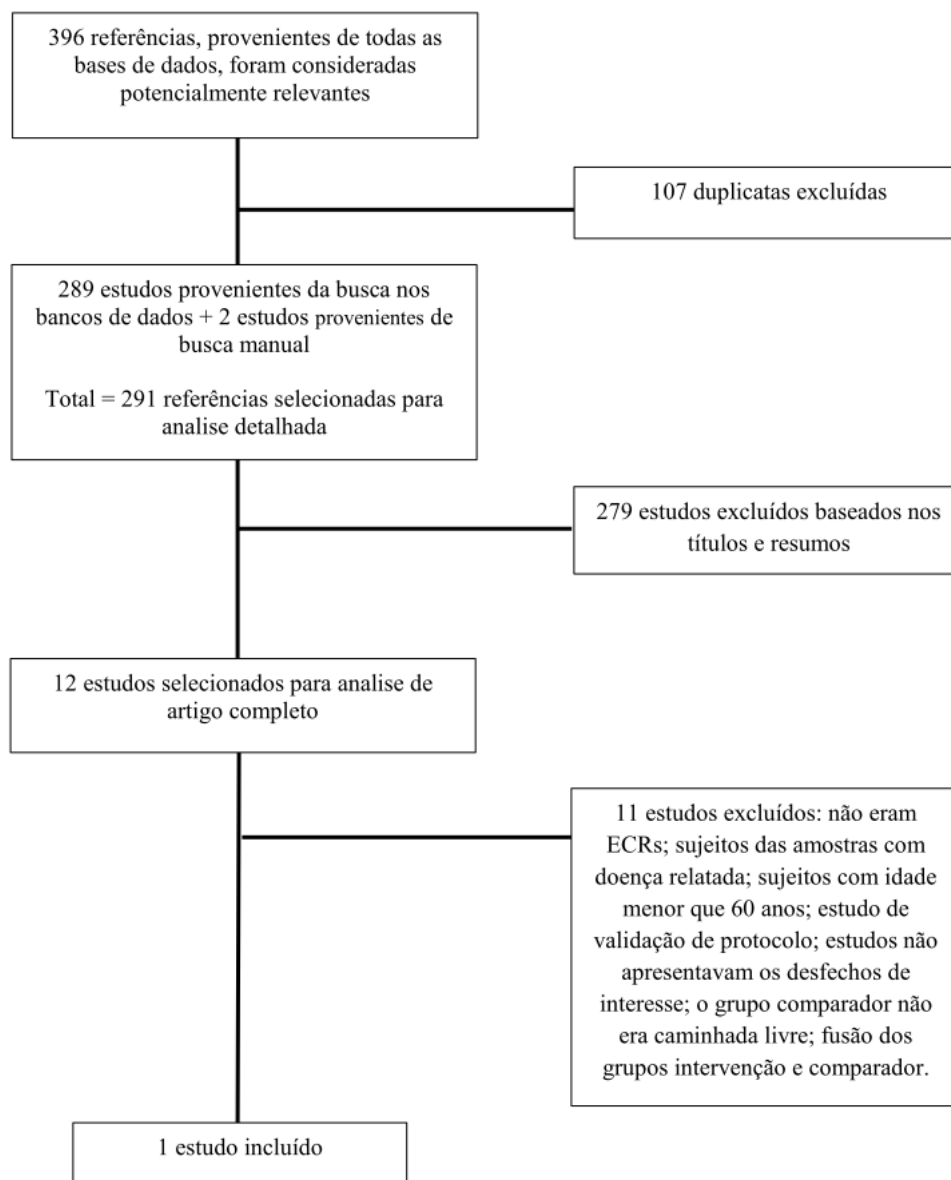 396 referências, provenientes de todas as
bases de dados, foram consideradas
potencialmente relevantes
107 duplicatas excluídas
289 estudos provenientes da busca nos
bancos de dados + 2 estudos provenientes de
busca manual
Total = 291 referências selecionadas para
analise detalhada
279 estudos excluídos baseados nos
títulos e resumos
12 estudos selecionados para analise de
artigo completo
11 estudos excluídos: não eram
ECRs; sujeitos das amostras com
doença relatada; sujeitos com idade
menor que 60 anos; estudo de
validação de protocolo; estudos não
apresentavam os desfechos de
interesse; o grupo comparador não
era caminhada livre; fusão dos
grupos intervenção e comparador.
1 estudo incluído